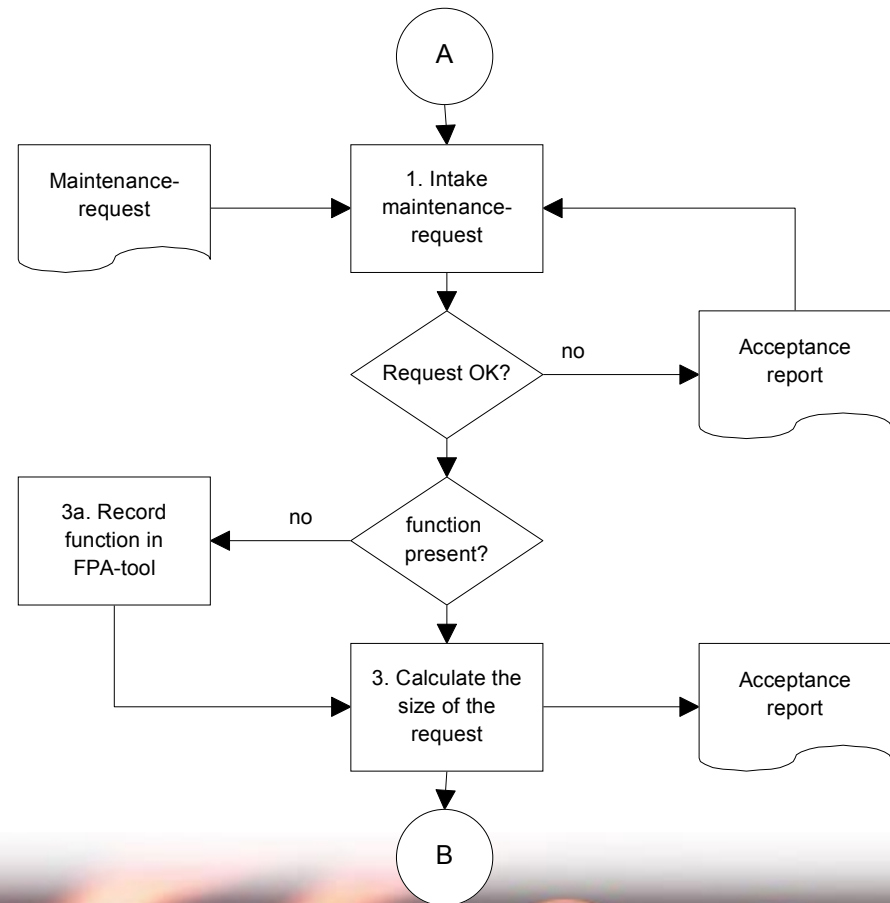 A
Maintenance-
request
1. Intake
maintenance-
request
Request OK?
no
Acceptance
report
3a. Record
function in
FPA-tool
no
function
present?
3. Calculate the
size of the
request
Acceptance
report
B